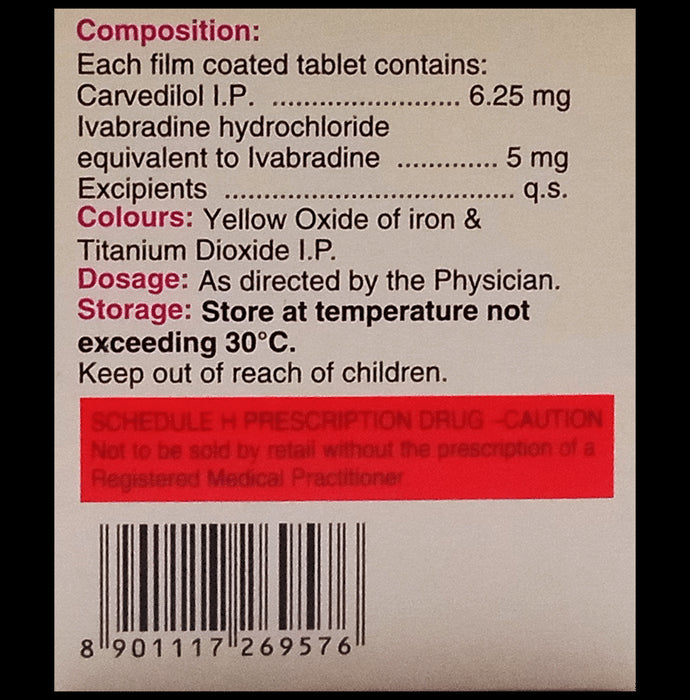 Composition:
Each film coated tablet contains:
Carvedilol I.P. ........................ 6.25 mg
Ivabradine hydrochloride
equivalent to Ivabradine ............. 5 mg
Excipients ..................................... q.s.
Colours: Yellow Oxide of iron &
Titanium Dioxide I.P.
Dosage: As directed by the Physician.
Storage: Store at temperature not
exceeding 30°C.
Keep out of reach of children.
SCHEDULE H PRESCRIPTION DRUG -CAUTION
Not to be sold by retail without the prescription of a
Registered Medical Practitioner
8 901117 269576